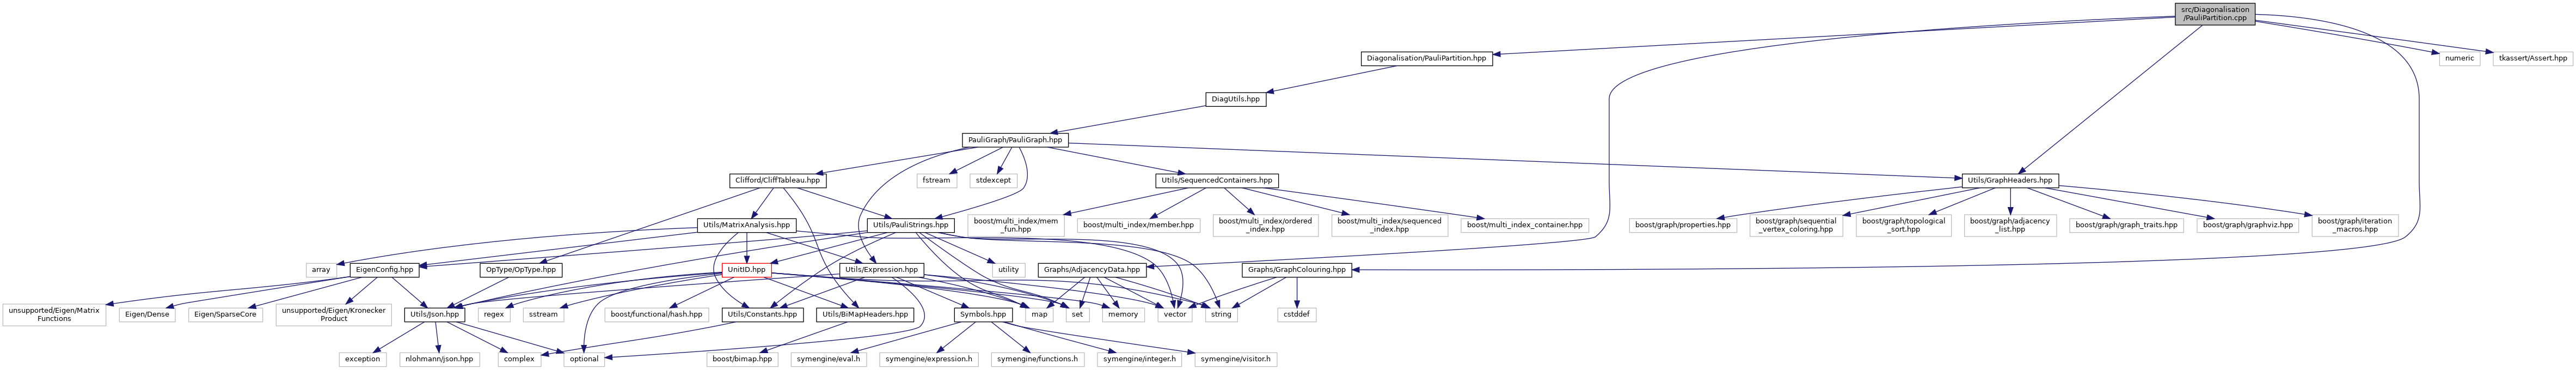 src/Diagonalisation
/PauliPartition.cpp
Diagonalisation/PauliPartition.hpp
numeric
tkassert/Assert.hpp
DiagUtils.hpp
PauliGraph/PauliGraph.hpp
Clifford/CliffTableau.hpp
fstream
stdexcept
Utils/SequencedContainers.hpp
Utils/GraphHeaders.hpp
Utils/MatrixAnalysis.hpp
Utils/PauliStrings.hpp
boost/multi_index/mem
_fun.hpp
boost/multi_index/member.hpp
boost/multi_index/ordered
_index.hpp
boost/multi_index/sequenced
_index.hpp
boost/multi_index_container.hpp
boost/graph/properties.hpp
boost/graph/sequential
_vertex_coloring.hpp
boost/graph/topological
_sort.hpp
boost/graph/adjacency
_list.hpp
boost/graph/graph_traits.hpp
boost/graph/graphviz.hpp
boost/graph/iteration
_macros.hpp
array
EigenConfig.hpp
OpType/OpType.hpp
UnitID.hpp
Utils/Expression.hpp
utility
Graphs/AdjacencyData.hpp
Graphs/GraphColouring.hpp
unsupported/Eigen/Matrix
Functions
Eigen/Dense
Eigen/SparseCore
unsupported/Eigen/Kronecker
Product
Utils/Json.hpp
regex
sstream
boost/functional/hash.hpp
Utils/Constants.hpp
Utils/BiMapHeaders.hpp
Symbols.hpp
map
set
memory
vector
string
cstddef
exception
nlohmann/json.hpp
complex
optional
boost/bimap.hpp
symengine/eval.h
symengine/expression.h
symengine/functions.h
symengine/integer.h
symengine/visitor.h